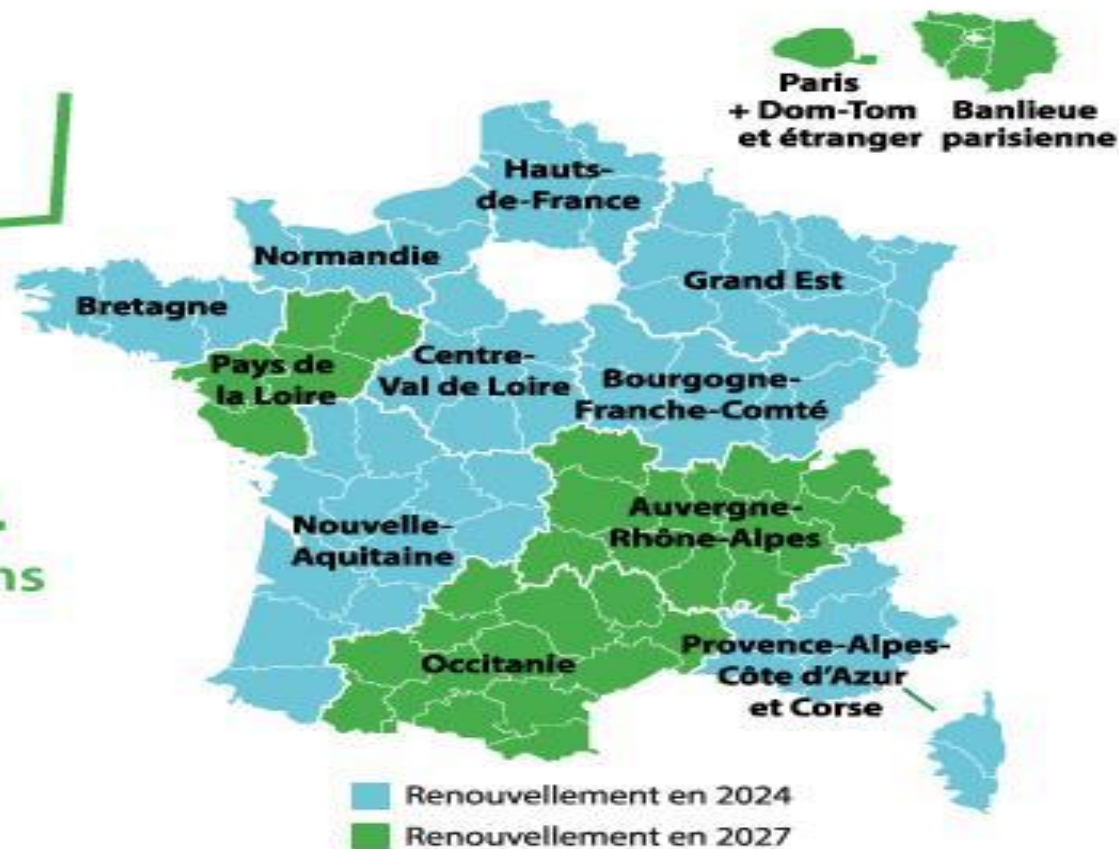 Paris
+ Dom-Tom
et étranger
Banlieue
parisienne
Hauts-
de-France
Normandie
Grand Est
Bretagne
Pays de
la Loire
Centre-
Val de Loire
Bourgogne-
Franche-Comté
Nouvelle-
Aquitaine
Auvergne-
Rhône-Alpes
Occitanie
Provence-Alpes-
Côte d'Azur
et Corse
Renouvellement en 2024
Renouvellement en 2027